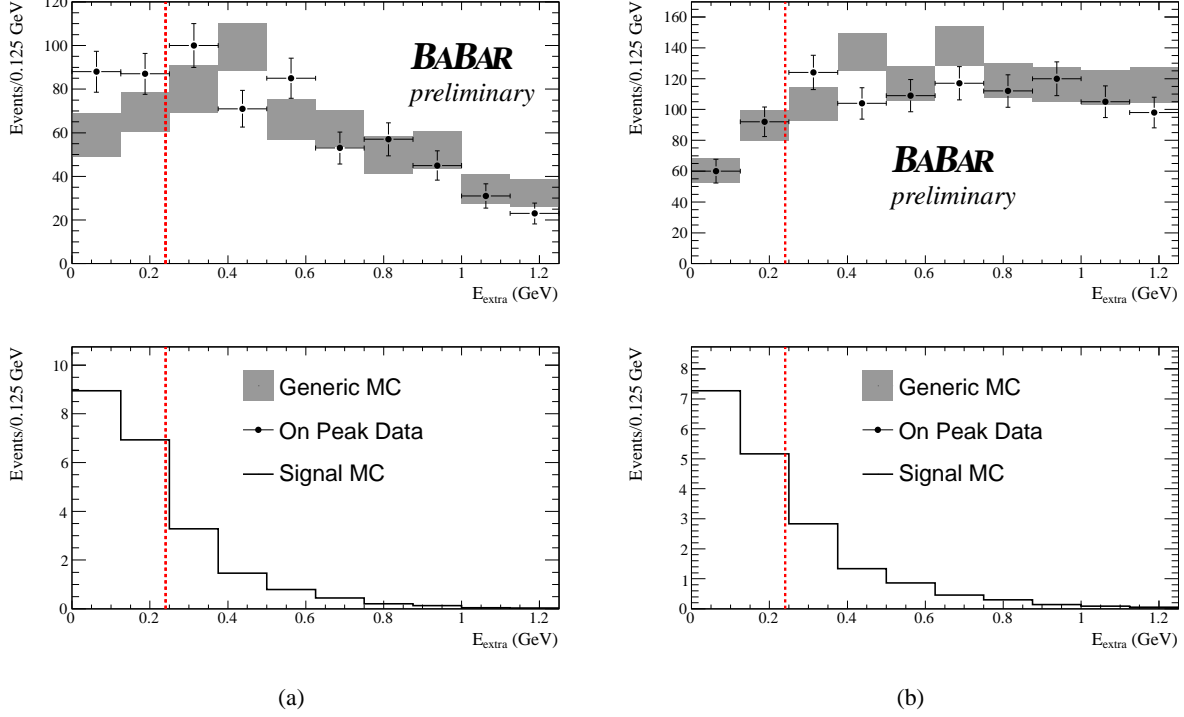 Events/0.125 GeV
120
100
80
60
40
20
0
BABAR
preliminary
0 0.2 0.4 0.6 0.8 1 1.2
E_extra (GeV)
Events/0.125 GeV
160
140
120
100
80
60
40
20
0
BABAR
preliminary
0 0.2 0.4 0.6 0.8 1 1.2
E_extra (GeV)
Events/0.125 GeV
10
8
6
4
2
0
Generic MC
On Peak Data
Signal MC
0 0.2 0.4 0.6 0.8 1 1.2
E_extra (GeV)
Events/0.125 GeV
8
7
6
5
4
3
2
1
0
Generic MC
On Peak Data
Signal MC
0 0.2 0.4 0.6 0.8 1 1.2
E_extra (GeV)
(a)
(b)